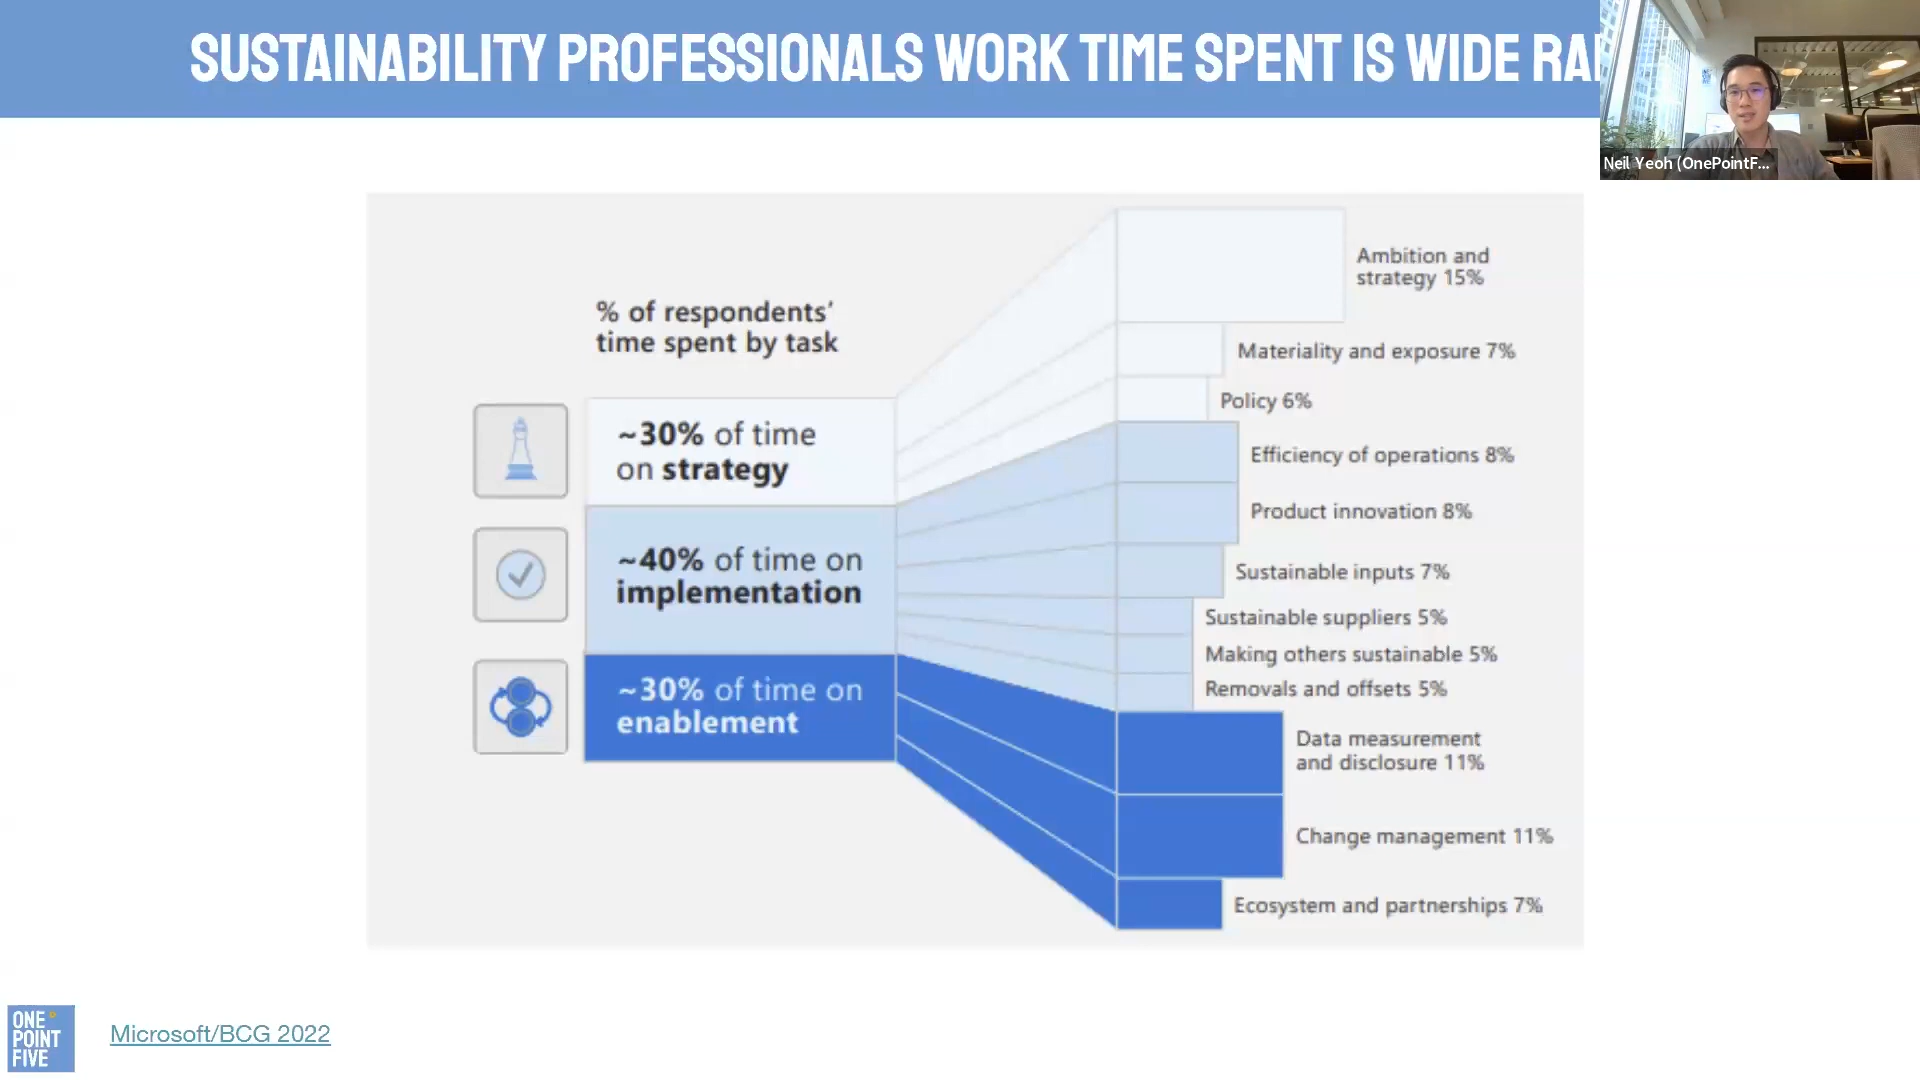 SUSTAINABILITY PROFESSIONALS WORK TIME SPENT IS WIDE
Neil Yeoh (OnePointF...
% of respondents'
time spent by task
~30% of time
on strategy
~40% of time on
implementation
~30% of time on
enablement
Ambition and
strategy 15%
Materiality and exposure 7%
Policy 6%
Efficiency of operations 8%
Product innovation 8%
Sustainable inputs 7%
Sustainable suppliers 5%
Making others sustainable 5%
Removals and offsets 5%
Data measurement
and disclosure 11%
Change management 11%
Ecosystem and partnerships 7%
ONE
POINT
FIVE
Microsoft/BCG 2022